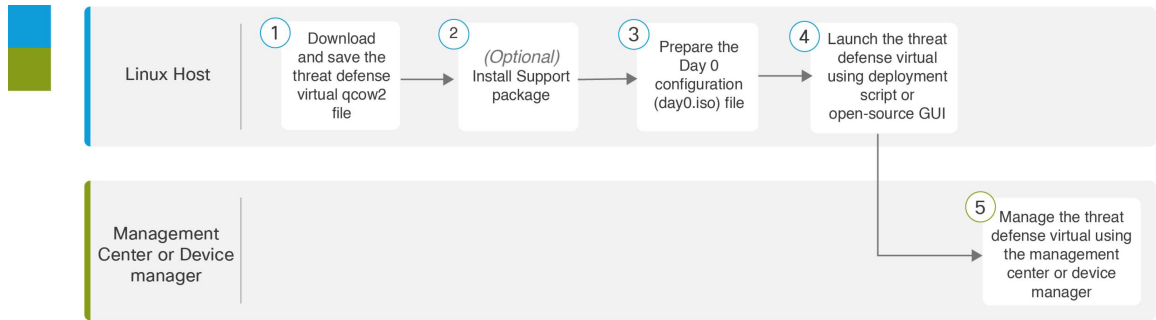 Linux Host
1
Download
and save the
threat defense
virtual qcow2
file
2
(Optional)
Install Support
package
3
Prepare the
Day 0
configuration
(day0.iso) file
4
Launch the threat
defense virtual
using deployment
script or
open-source GUI
Management
Center or Device
manager
5
Manage the threat
defense virtual using
the management
center or device
manager